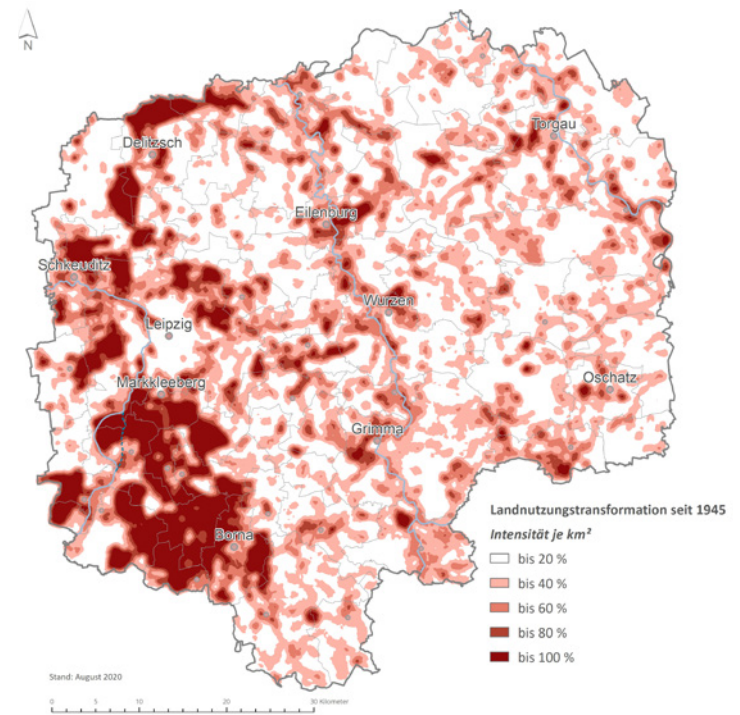 N
Delitzsch
Torgau
Eilenburg
Schkeuditz
Wurzen
Leipzig
Markkleeberg
Oschatz
Grimma
Borna
Landnutzungstransformation seit 1945
Intensität je km²
bis 20 %
bis 40 %
bis 60 %
bis 80 %
bis 100 %
Stand: August 2020
0 5 10 20 30 Kilometer